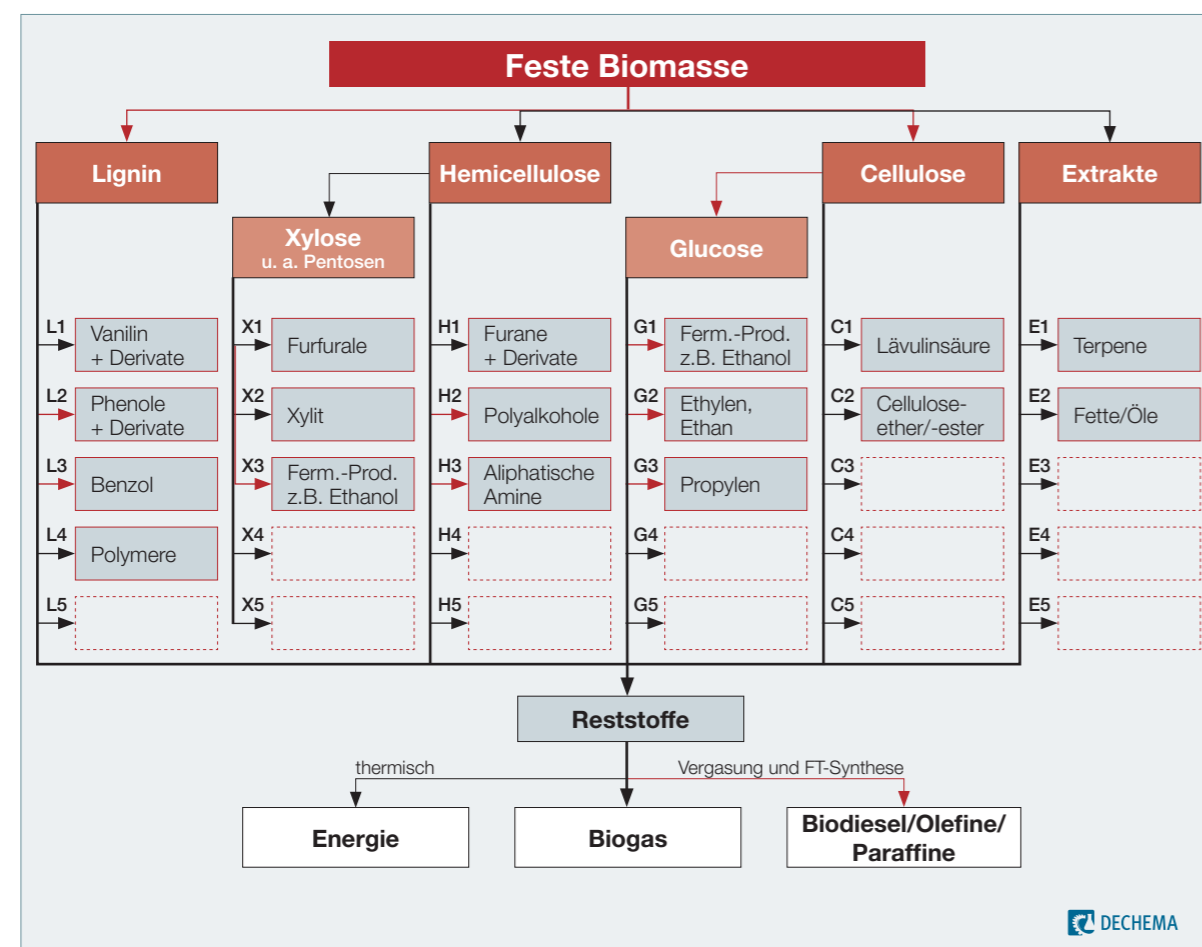 Feste Biomasse
Lignin
Hemicellulose
Cellulose
Extrakte
Xylose
u. a. Pentosen
Glucose
L1
Vanilin
+ Derivate
X1
Furfurale
H1
Furane
+ Derivate
G1
Ferm.-Prod.
z.B. Ethanol
C1
Lävulinsäure
E1
Terpene
L2
Phenole
+ Derivate
X2
Xylit
H2
Polyalkohole
G2
Ethylen,
Ethan
C2
Cellulose-
ether/-ester
E2
Fette/Öle
L3
Benzol
X3
Ferm.-Prod.
z.B. Ethanol
H3
Aliphatische
Amine
G3
Propylen
C3
E3
L4
Polymere
X4
H4
G4
C4
E4
L5
X5
H5
G5
C5
E5
Reststoffe
thermisch
Vergasung und FT-Synthese
Energie
Biogas
Biodiesel/Olefine/
Paraffine
DECHEMA